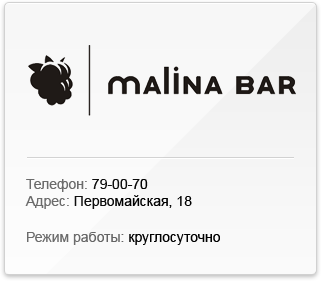 maLiNa BAR
Телефон: 79-00-70
Адрес: Первомайская, 18
Режим работы: круглосуточно